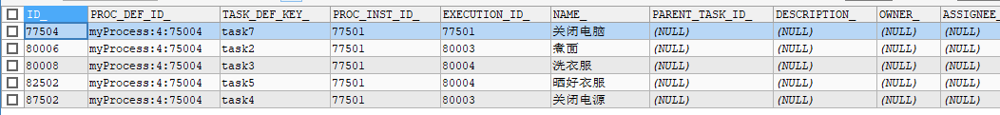 ID_ PROC_DEF_ID_ TASK_DEF_KEY_ PROC_INST_ID_ EXECUTION_ID_ NAME_ PARENT_TASK_ID_ DESCRIPTION_ OWNER_ ASSIGNEE_
77504 myProcess:4:75004 task7 77501 77501 关闭电脑 (NULL) (NULL) (NULL) (NULL)
80006 myProcess:4:75004 task2 77501 80003 煮面 (NULL) (NULL) (NULL) (NULL)
80008 myProcess:4:75004 task3 77501 80004 洗衣服 (NULL) (NULL) (NULL) (NULL)
82502 myProcess:4:75004 task5 77501 80004 晒好衣服 (NULL) (NULL) (NULL) (NULL)
87502 myProcess:4:75004 task4 77501 80003 关闭电源 (NULL) (NULL) (NULL) (NULL)